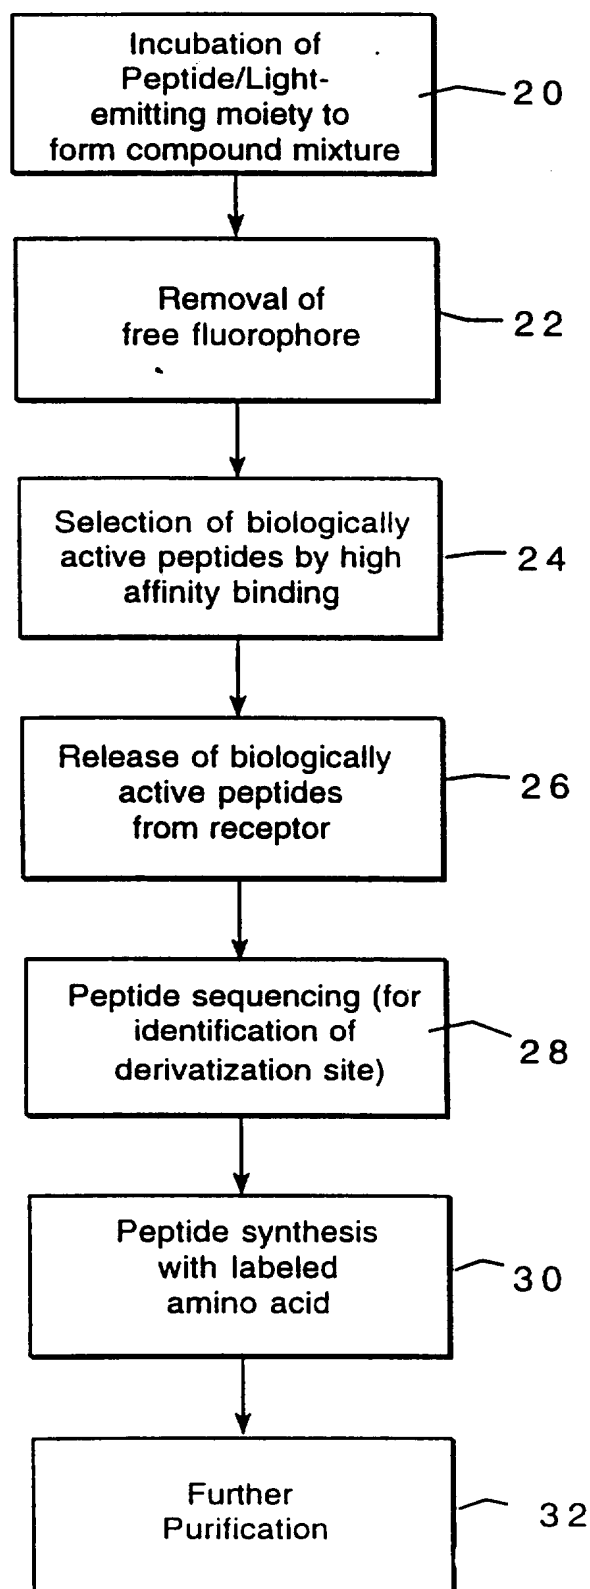 Incubation of
Peptide/Light-
emitting moiety to
form compound mixture
20
Removal of
free fluorophore
22
Selection of biologically
active peptides by high
affinity binding
24
Release of biologically
active peptides
from receptor
26
Peptide sequencing (for
identification of
derivatization site)
28
Peptide synthesis
with labeled
amino acid
30
Further
Purification
32